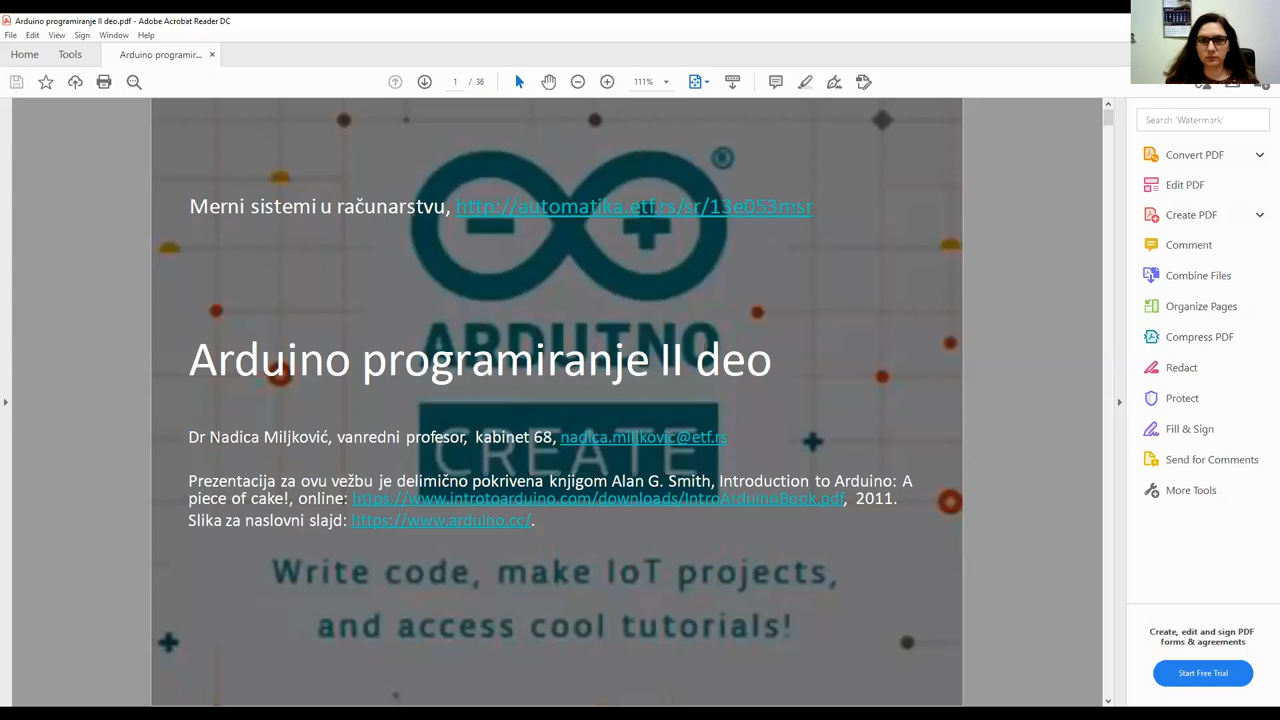 Arduino programiranje II deo.pdf - Adobe Acrobat Reader DC
File Edit View Sign Window Help
Home Tools Arduino programir... ×
1 / 36 111%
Search 'Watermark'
Merni sistemi u računarstvu, http://automatika.etf.rs/sr/13e053msr
®
ARDUINO
Arduino programiranje II deo
CREATE
Dr Nadica Miljković, vanredni profesor, kabinet 68, nadica.miljkovic@etf.rs
Prezentacija za ovu vežbu je delimično pokrivena knjigom Alan G. Smith, Introduction to Arduino: A
piece of cake!, online: https://www.introtoarduino.com/downloads/IntroArduinoBook.pdf, 2011.
Slika za naslovni slajd: https://www.arduino.cc/.
Write code, make IoT projects,
and access cool tutorials!
Convert PDF
Edit PDF
Create PDF
Comment
Combine Files
Organize Pages
Compress PDF
Redact
Protect
Fill & Sign
Send for Comments
More Tools
Create, edit and sign PDF
forms & agreements
Start Free Trial